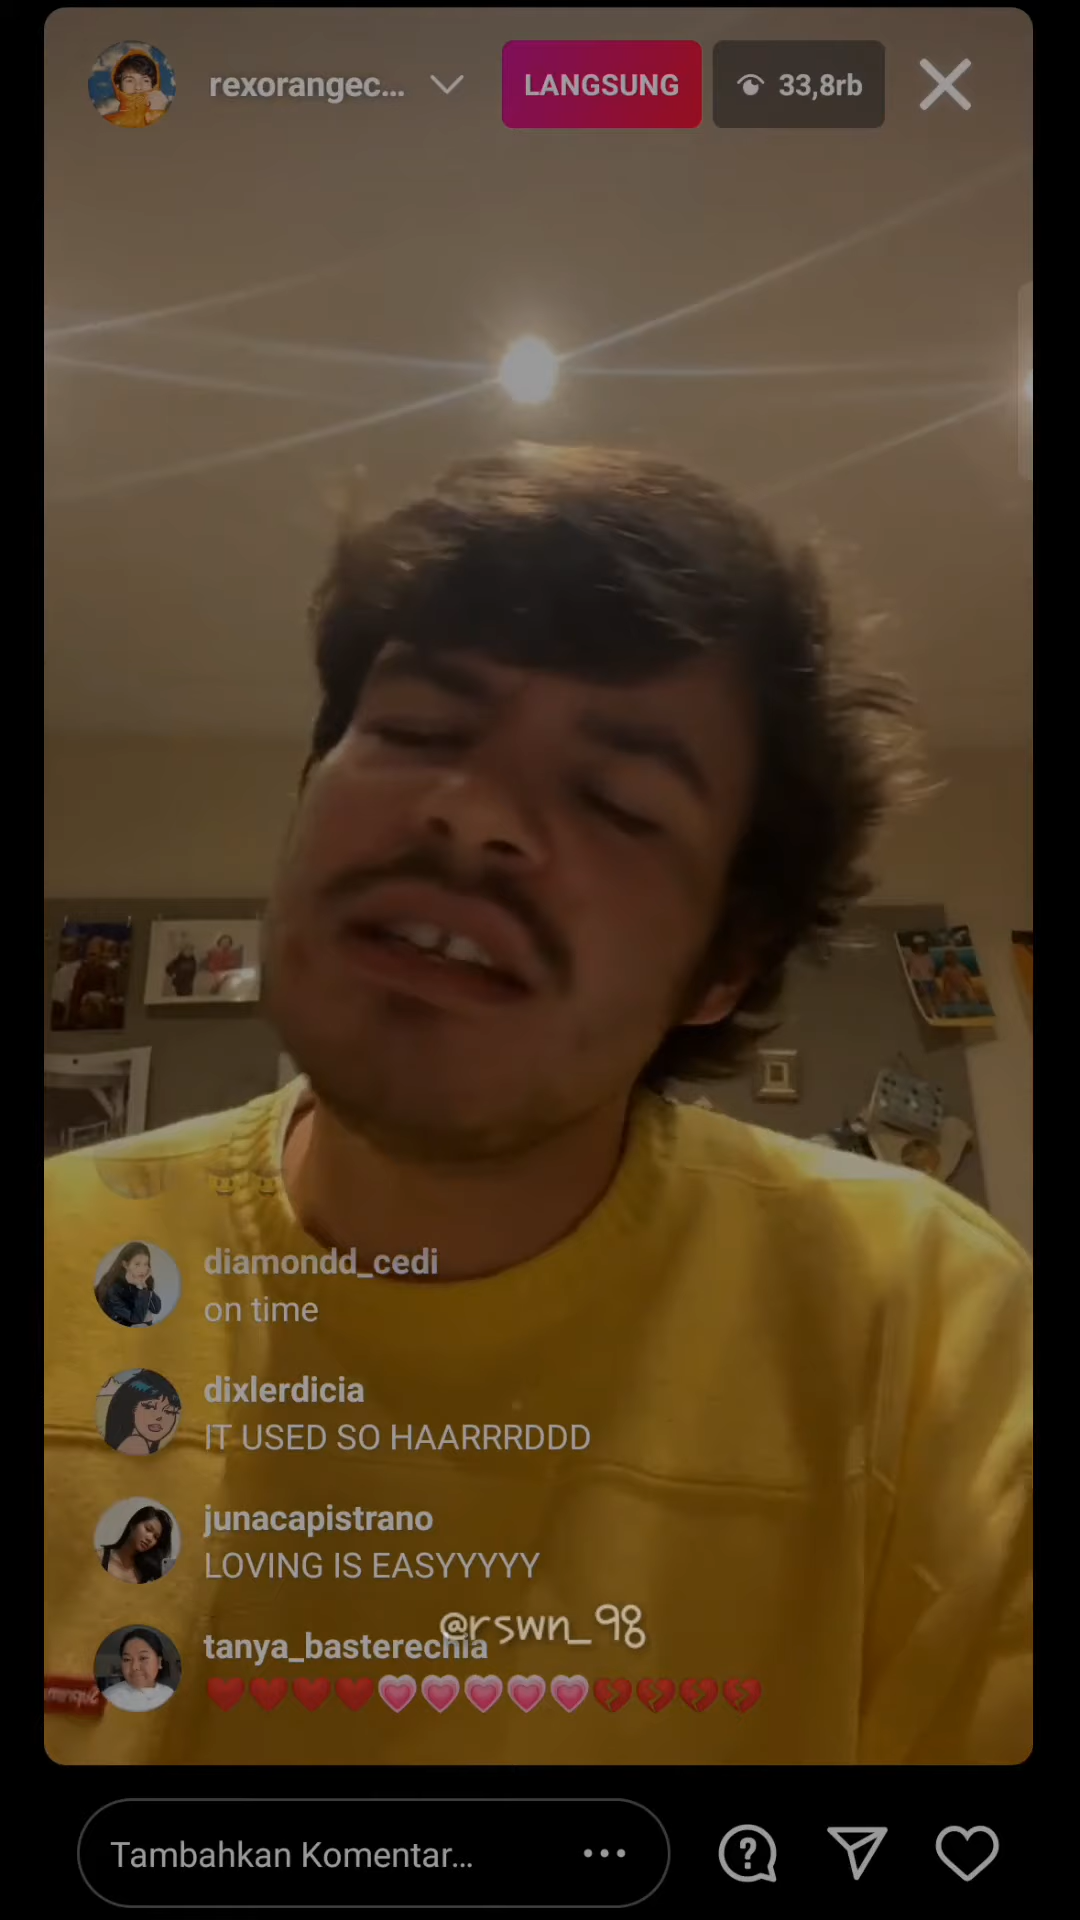 rexorangec...
LANGSUNG
33,8rb
diamondd_cedi
on time
dixlerdicia
IT USED SO HAARRRDDD
junacapistrano
LOVING IS EASYYYYY
@rswn_98
tanya_basterechia
❤️❤️❤️❤️💗💗💗💗💗💔💔💔💔
Tambahkan Komentar...